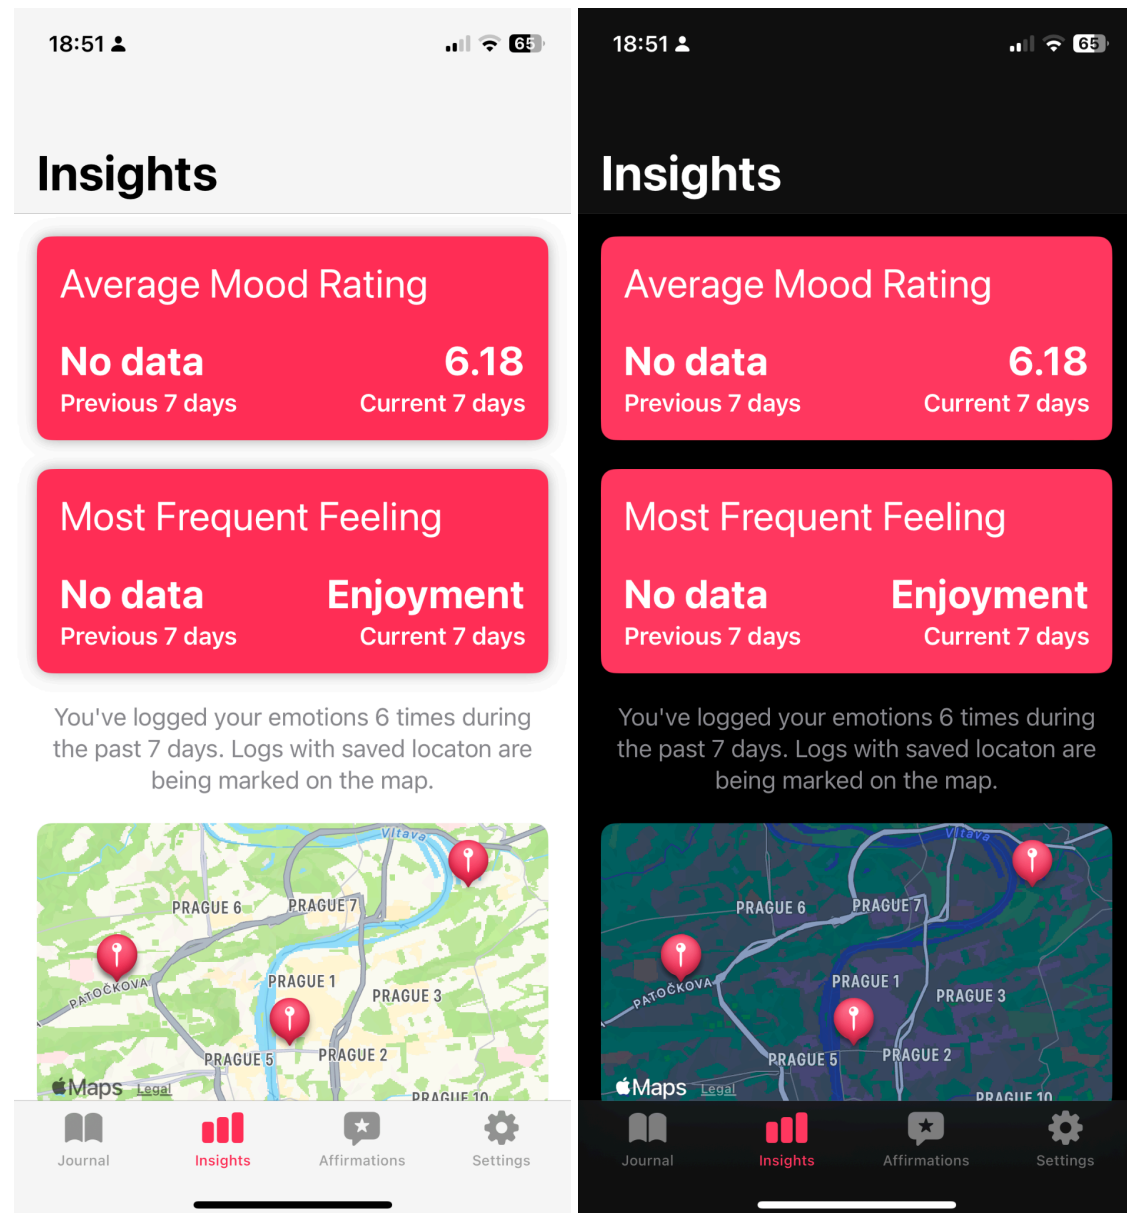 18:51
65
Insights
Average Mood Rating
No data 6.18
Previous 7 days Current 7 days
Most Frequent Feeling
No data Enjoyment
Previous 7 days Current 7 days
You've logged your emotions 6 times during
the past 7 days. Logs with saved locaton are
being marked on the map.
Vltava
PRAGUE 6
PRAGUE 7
PATOČKOVA
PRAGUE 1
PRAGUE 3
PRAGUE 5
PRAGUE 2
Maps Legal
PRAGUE 10
Journal Insights Affirmations Settings
18:51
65
Insights
Average Mood Rating
No data 6.18
Previous 7 days Current 7 days
Most Frequent Feeling
No data Enjoyment
Previous 7 days Current 7 days
You've logged your emotions 6 times during
the past 7 days. Logs with saved locaton are
being marked on the map.
Vltava
PRAGUE 6
PRAGUE 7
PATOČKOVA
PRAGUE 1
PRAGUE 3
PRAGUE 5
PRAGUE 2
Maps Legal
PRAGUE 10
Journal Insights Affirmations Settings